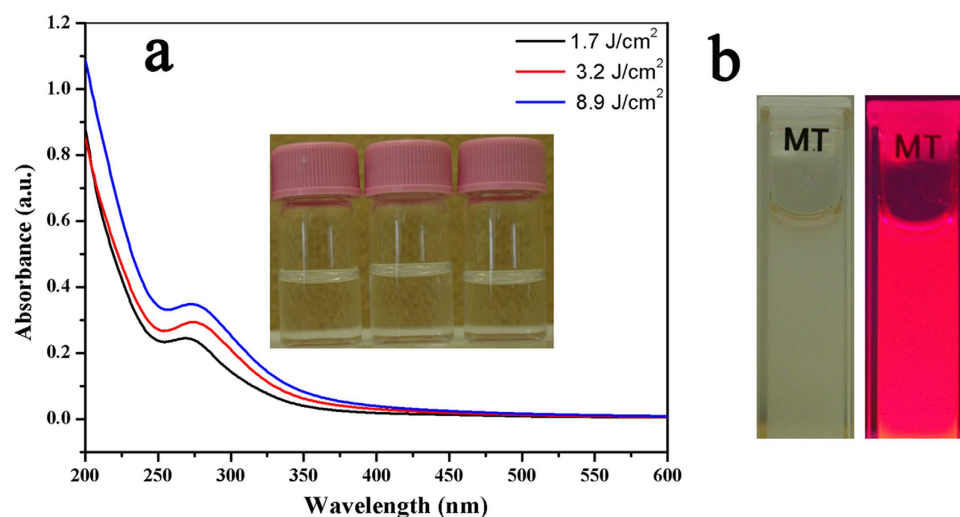 a
1.7 J/cm²
3.2 J/cm²
8.9 J/cm²
1.2
1.0
0.8
0.6
0.4
0.2
0.0
Absorbance (a.u.)
200
250
300
350
400
450
500
550
600
Wavelength (nm)
b
MT
MT